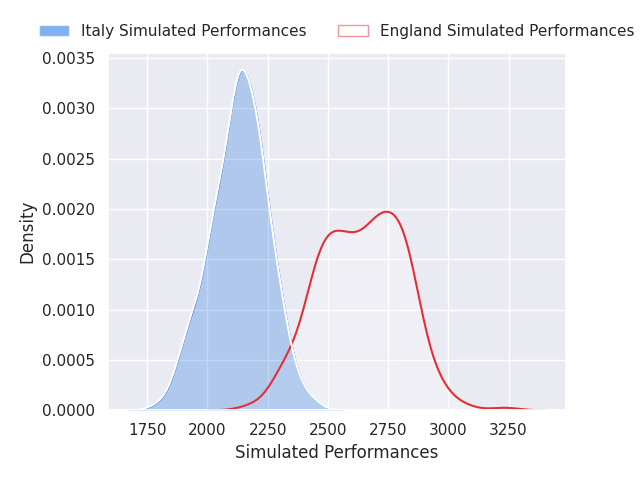 Italy Simulated Performances England Simulated Performances
0.0035
0.0030
0.0025
0.0020
0.0015
0.0010
0.0005
0.0000
Density
1750 2000 2250 2500 2750 3000 3250
Simulated Performances